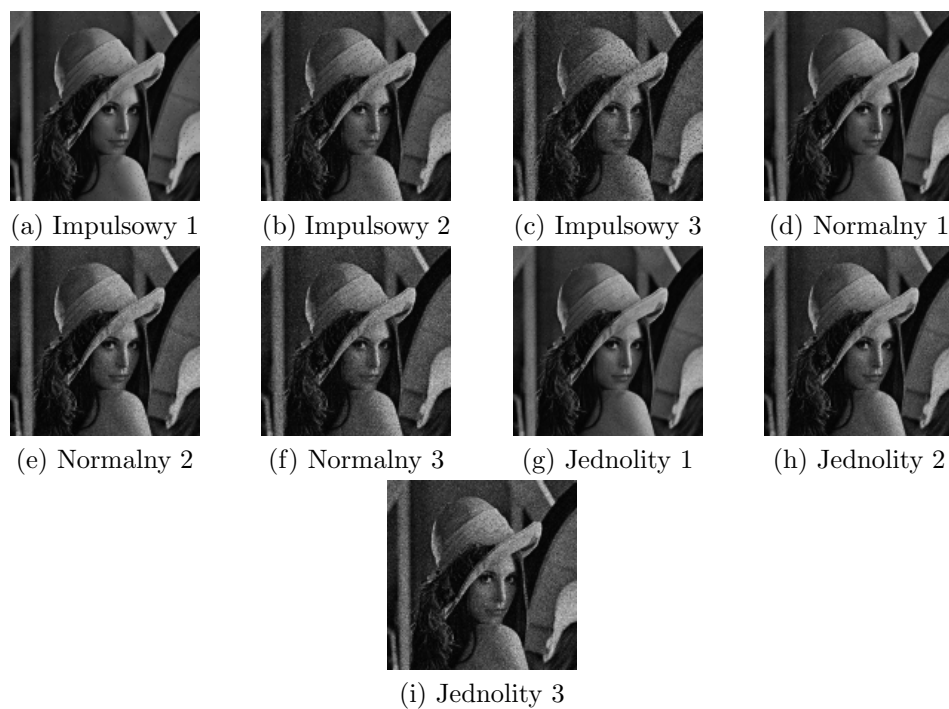 (a) Impulsowy 1 (b) Impulsowy 2 (c) Impulsowy 3 (d) Normalny 1
(e) Normalny 2 (f) Normalny 3 (g) Jednolity 1 (h) Jednolity 2
(i) Jednolity 3